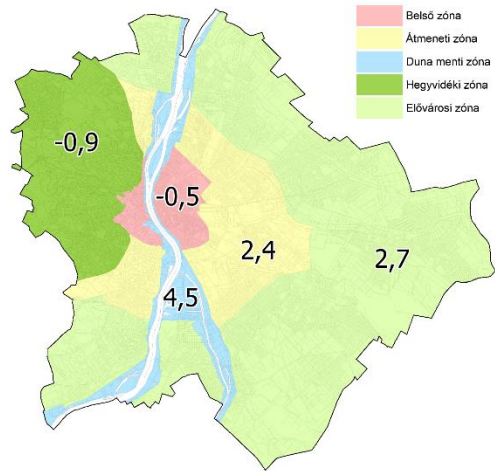 Belső zóna
Átmeneti zóna
Duna menti zóna
Hegyvidéki zóna
Elővárosi zóna
-0,9
-0,5
2,4
2,7
4,5